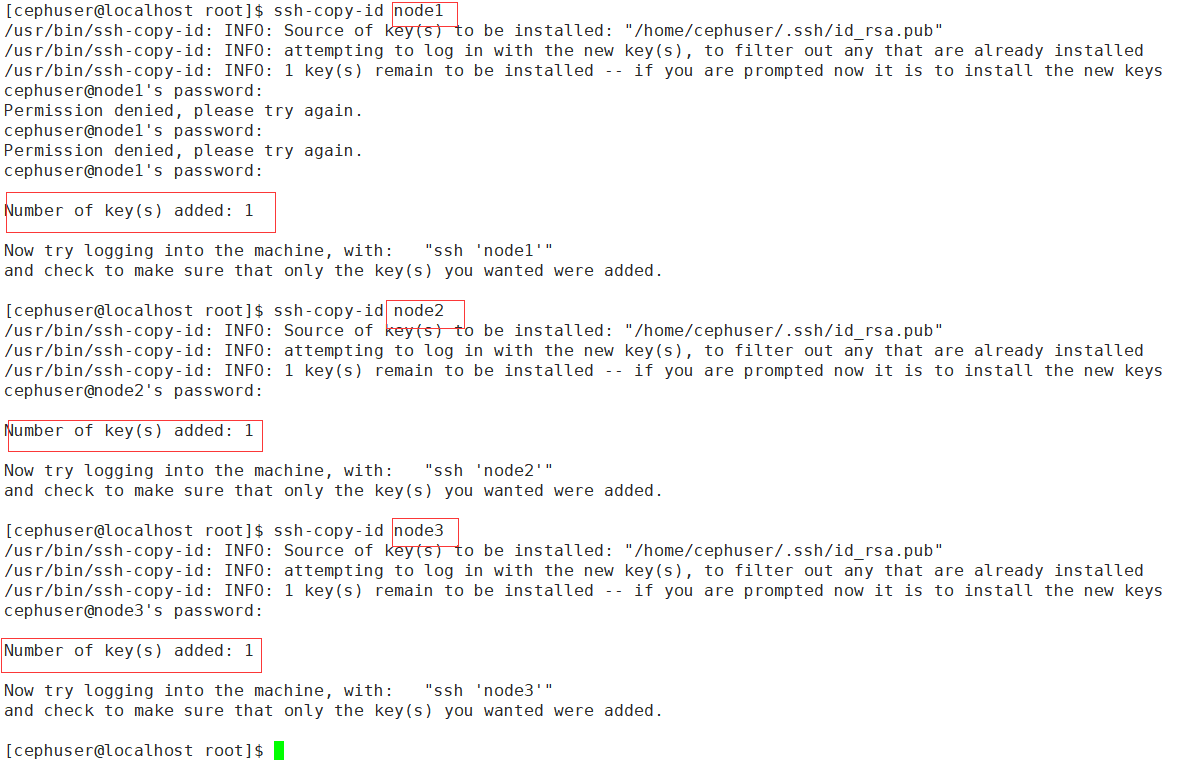 [cephuser@localhost root]$ ssh-copy-id node1
/usr/bin/ssh-copy-id: INFO: Source of key(s) to be installed: "/home/cephuser/.ssh/id_rsa.pub"
/usr/bin/ssh-copy-id: INFO: attempting to log in with the new key(s), to filter out any that are already installed
/usr/bin/ssh-copy-id: INFO: 1 key(s) remain to be installed -- if you are prompted now it is to install the new keys
cephuser@node1's password:
Permission denied, please try again.
cephuser@node1's password:
Permission denied, please try again.
cephuser@node1's password:
Number of key(s) added: 1
Now try logging into the machine, with:   "ssh 'node1'"
and check to make sure that only the key(s) you wanted were added.
[cephuser@localhost root]$ ssh-copy-id node2
/usr/bin/ssh-copy-id: INFO: Source of key(s) to be installed: "/home/cephuser/.ssh/id_rsa.pub"
/usr/bin/ssh-copy-id: INFO: attempting to log in with the new key(s), to filter out any that are already installed
/usr/bin/ssh-copy-id: INFO: 1 key(s) remain to be installed -- if you are prompted now it is to install the new keys
cephuser@node2's password:
Number of key(s) added: 1
Now try logging into the machine, with:   "ssh 'node2'"
and check to make sure that only the key(s) you wanted were added.
[cephuser@localhost root]$ ssh-copy-id node3
/usr/bin/ssh-copy-id: INFO: Source of key(s) to be installed: "/home/cephuser/.ssh/id_rsa.pub"
/usr/bin/ssh-copy-id: INFO: attempting to log in with the new key(s), to filter out any that are already installed
/usr/bin/ssh-copy-id: INFO: 1 key(s) remain to be installed -- if you are prompted now it is to install the new keys
cephuser@node3's password:
Number of key(s) added: 1
Now try logging into the machine, with:   "ssh 'node3'"
and check to make sure that only the key(s) you wanted were added.
[cephuser@localhost root]$